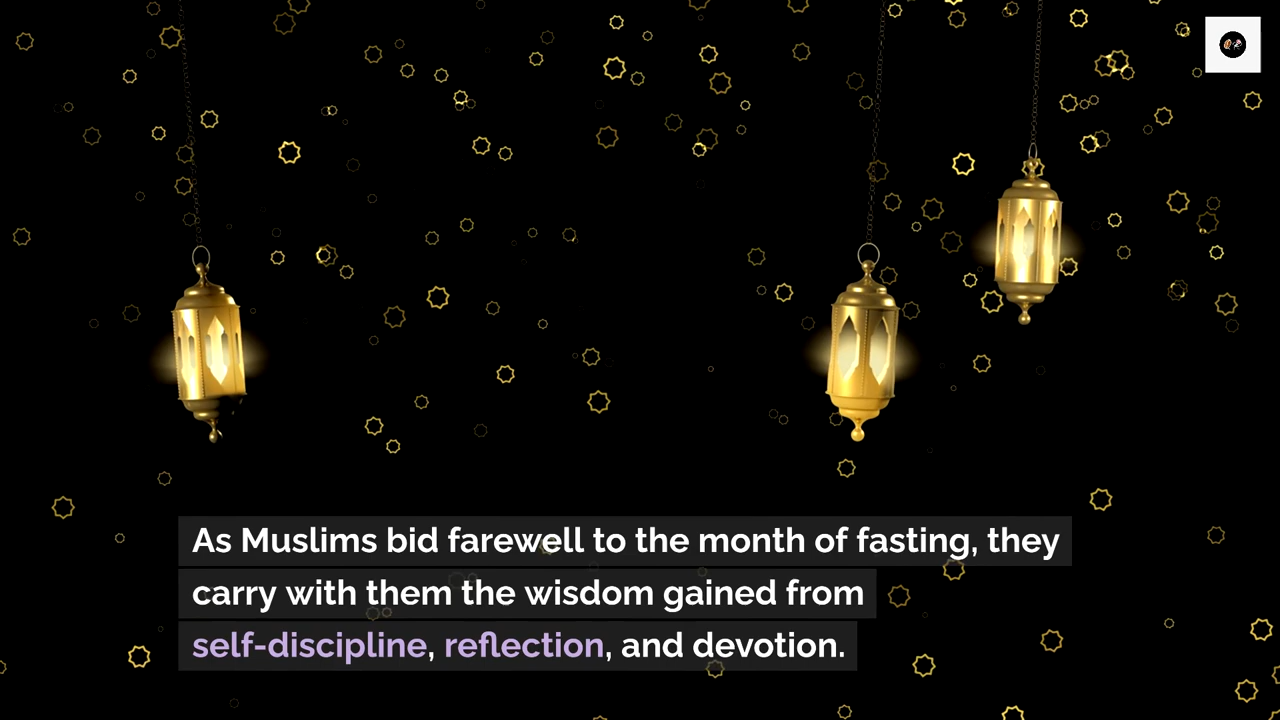 As Muslims bid farewell to the month of fasting, they
carry with them the wisdom gained from
self-discipline, reflection, and devotion.